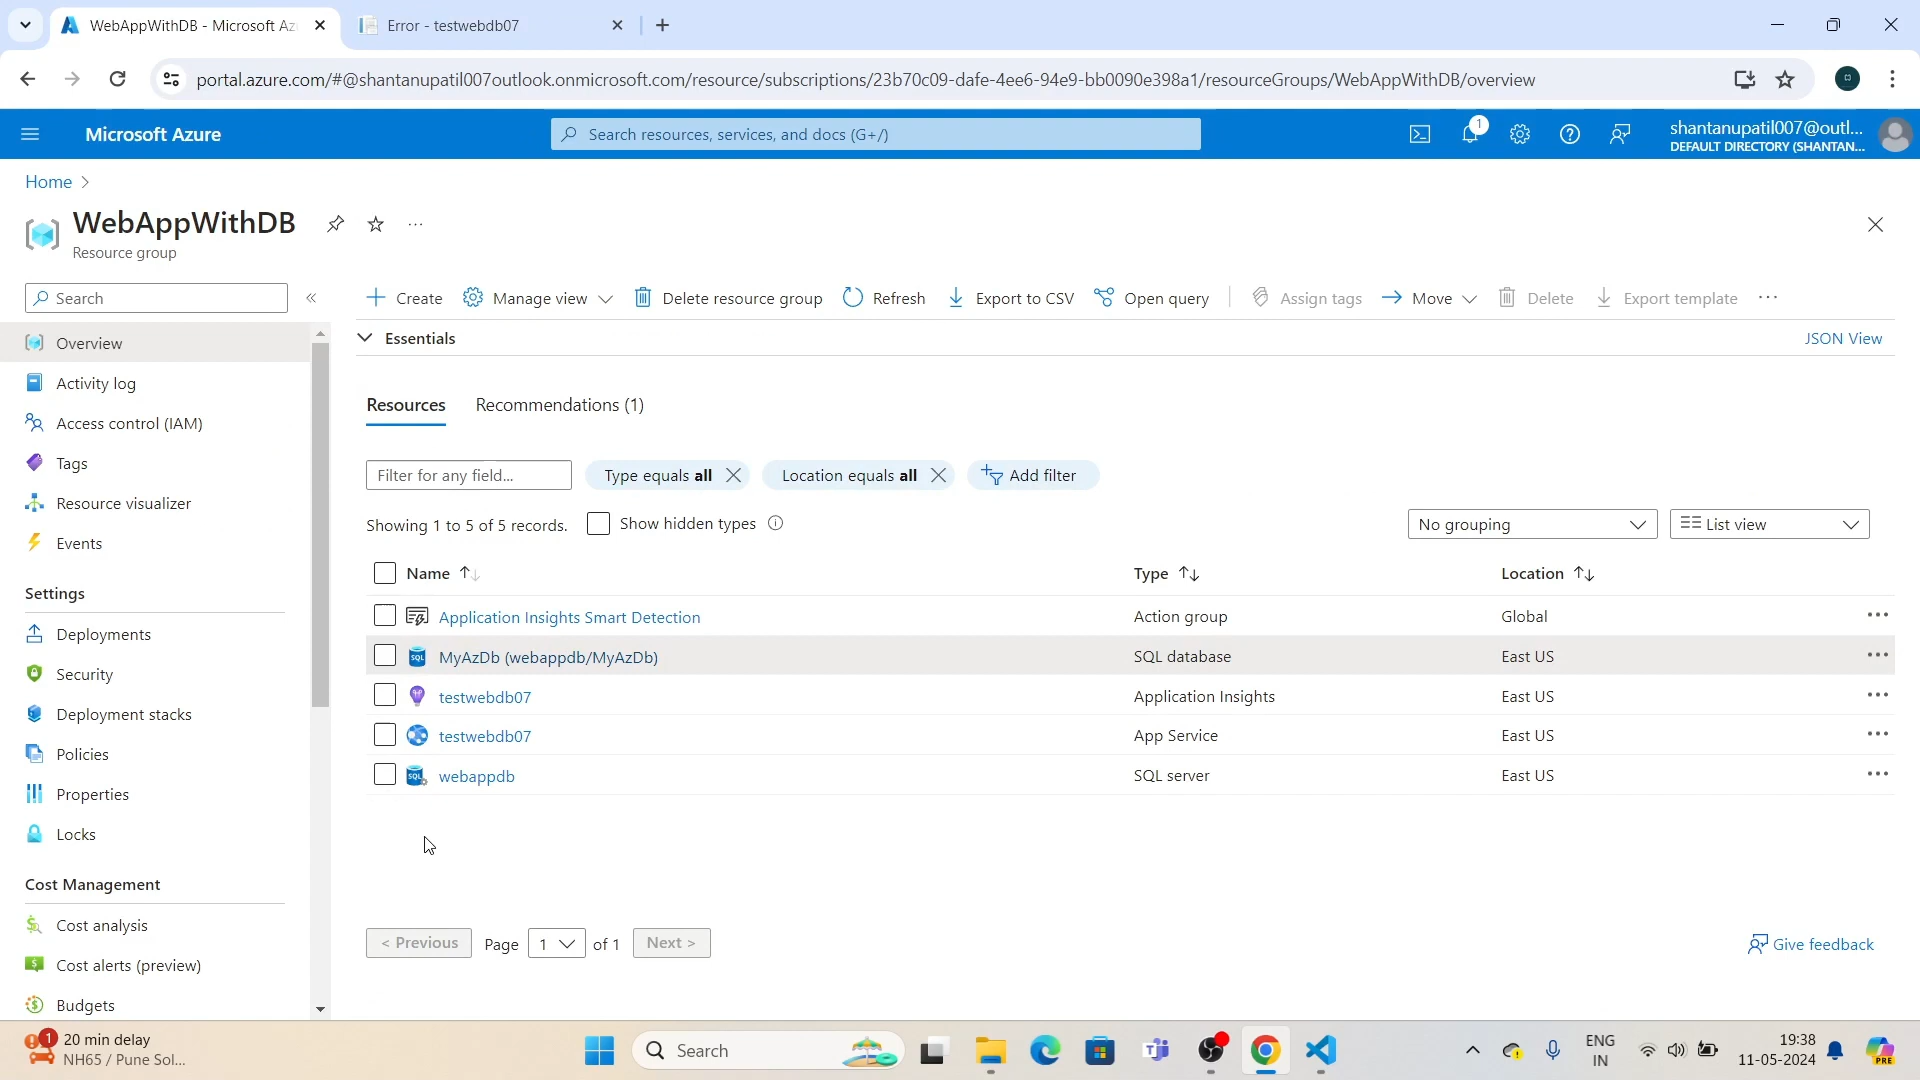 WebAppWithDB - Microsoft Az
Error - testwebdb07
portal.azure.com/#@shantanupatil007outlook.onmicrosoft.com/resource/subscriptions/23b70c09-dafe-4ee6-94e9-bb0090e398a1/resourceGroups/WebAppWithDB/overview
Microsoft Azure
Search resources, services, and docs (G+/)
1
shantanupatil007@outl...
DEFAULT DIRECTORY (SHANTAN...
Home >
WebAppWithDB
Resource group
Search
Create
Manage view
Delete resource group
Refresh
Export to CSV
Open query
Assign tags
Move
Delete
Export template
Essentials
JSON View
Overview
Activity log
Access control (IAM)
Tags
Resource visualizer
Events
Settings
Deployments
Security
Deployment stacks
Policies
Properties
Locks
Cost Management
Cost analysis
Cost alerts (preview)
Budgets
Resources
Recommendations (1)
Filter for any field...
Type equals all
Location equals all
Add filter
Showing 1 to 5 of 5 records.
Show hidden types
No grouping
List view
Name
Type
Location
Application Insights Smart Detection
Action group
Global
MyAzDb (webappdb/MyAzDb)
SQL database
East US
testwebdb07
Application Insights
East US
testwebdb07
App Service
East US
webappdb
SQL server
East US
< Previous
Page
1
of 1
Next >
Give feedback
1
20 min delay
NH65 / Pune Sol...
Search
ENG
IN
19:38
11-05-2024
PRE